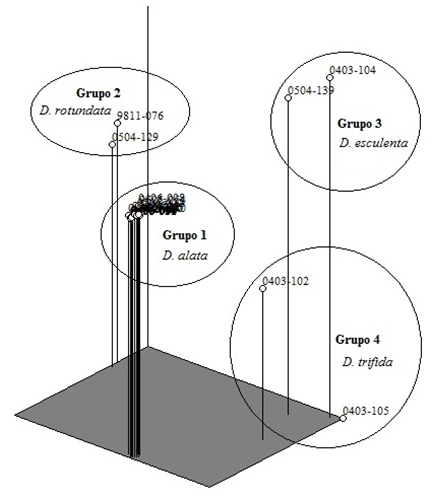 0403-104
0504-139
Grupo 2
D. rotundata
9811-076
Grupo 3
D. esculenta
0504-129
Grupo 1
D. alata
0403-102
Grupo 4
D. trifida
0403-105